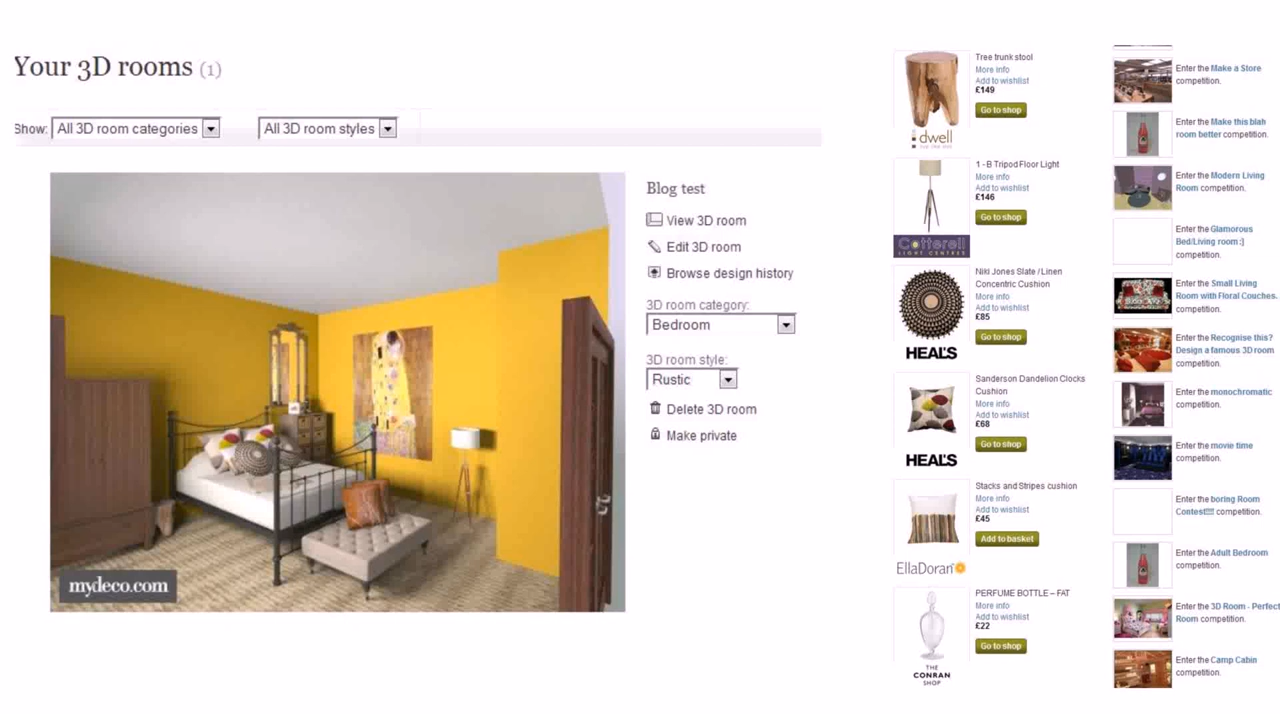 Your 3D rooms (1)
Show: All 3D room categories All 3D room styles
Blog test
View 3D room
Edit 3D room
Browse design history
3D room category:
Bedroom
3D room style:
Rustic
Delete 3D room
Make private
mydeco.com
Tree trunk stool
More info
Add to wishlist
£149
Go to shop
dwell
1 - B Tripod Floor Light
More info
Add to wishlist
£146
Go to shop
Cotterell
LIGHT CENTRES
Niki Jones Slate / Linen
Concentric Cushion
More info
Add to wishlist
£85
Go to shop
HEAL'S
Sanderson Dandelion Clocks
Cushion
More info
Add to wishlist
£68
Go to shop
HEAL'S
Stacks and Stripes cushion
More info
Add to wishlist
£45
Add to basket
EllaDoran
PERFUME BOTTLE – FAT
More info
Add to wishlist
£22
Go to shop
THE
CONRAN
SHOP
Enter the Make a Store
competition.
Enter the Make this blah
room better competition.
Enter the Modern Living
Room competition.
Enter the Glamorous
Bed/Living room :]
competition.
Enter the Small Living
Room with Floral Couches.
competition.
Enter the Recognise this?
Design a famous 3D room
competition.
Enter the monochromatic
competition.
Enter the movie time
competition.
Enter the boring Room
Contest!!!! competition.
Enter the Adult Bedroom
competition.
Enter the 3D Room - Perfect
Room competition.
Enter the Camp Cabin
competition.